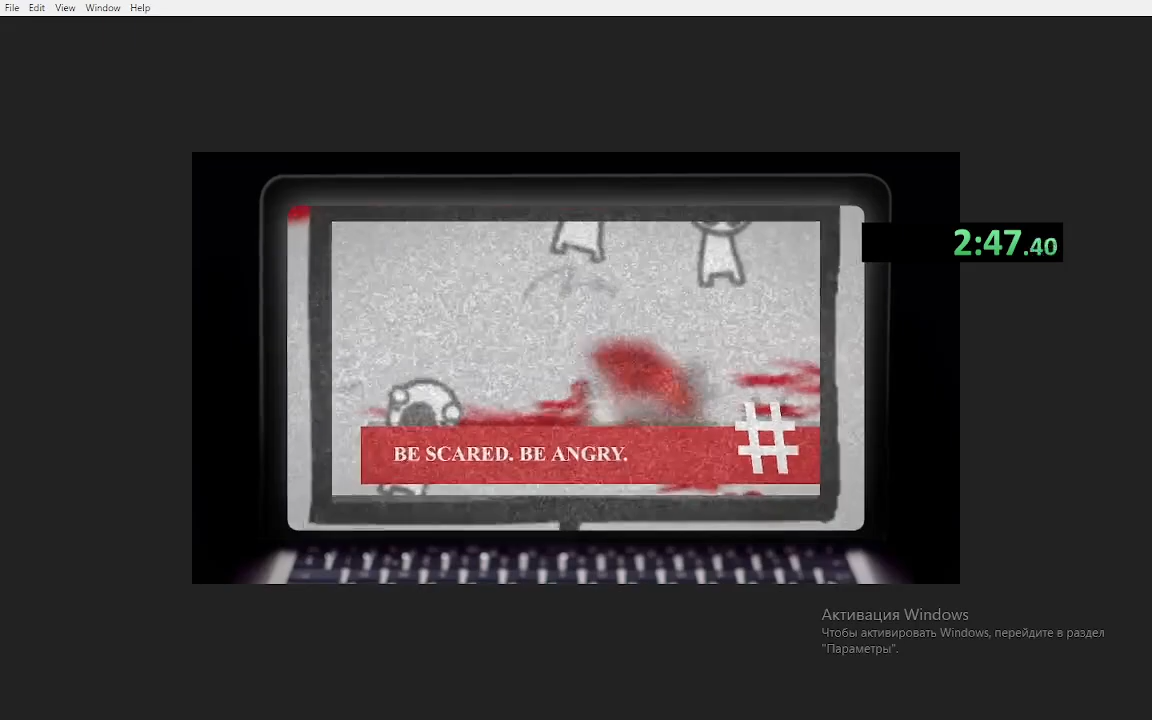 File Edit View Window Help
2:47.40
BE SCARED. BE ANGRY.
#
Активация Windows
Чтобы активировать Windows, перейдите в раздел
"Параметры".